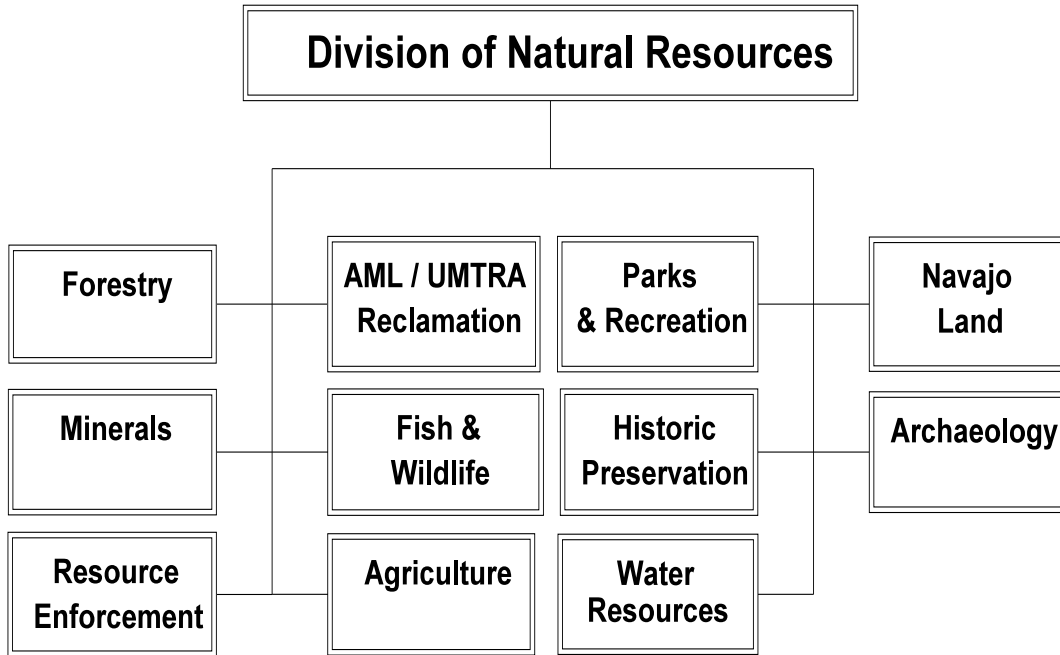 Division of Natural Resources
Forestry
AML / UMTRA
Reclamation
Parks
& Recreation
Navajo
Land
Minerals
Fish &
Wildlife
Historic
Preservation
Archaeology
Resource
Enforcement
Agriculture
Water
Resources